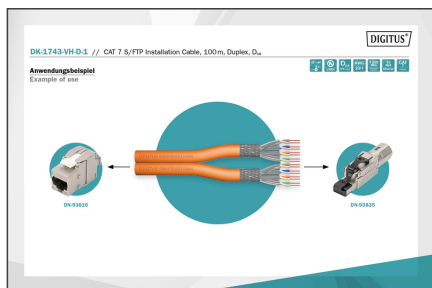 DIGITUS®
DK-1743-VH-D-1 // CAT 7 S/FTP Installation Cable, 100m, Duplex, Dca
Anwendungsbeispiel
Example of use
DN-93616
DN-93835